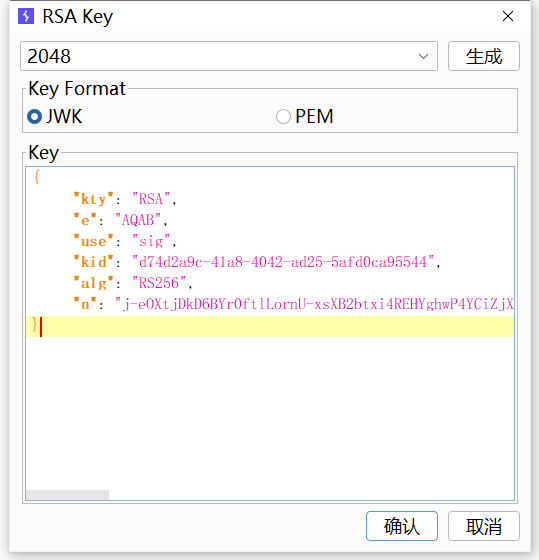 RSA Key
2048
生成
Key Format
JWK
PEM
Key
{
"kty": "RSA",
"e": "AQAB",
"use": "sig",
"kid": "d74d2a9c-41a8-4042-ad25-5afd0ca95544",
"alg": "RS256",
"n": "j-eOXtjDkD6BYrOftlLornU-xsXB2btxi4REHYghwP4YCiZjX
}
确认
取消